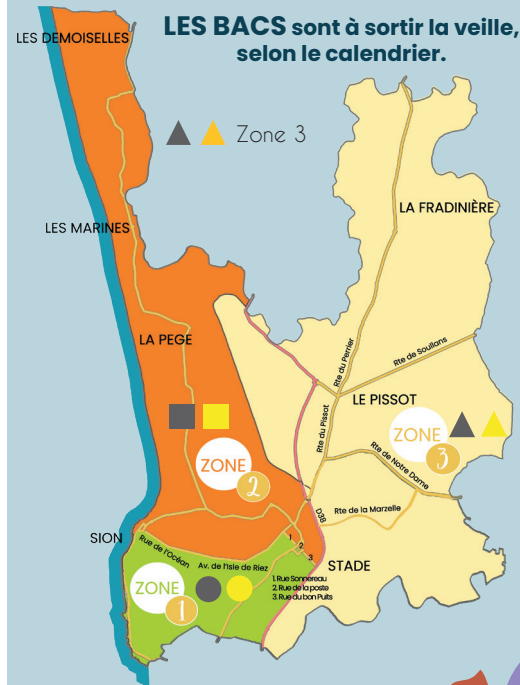 LES BACS sont à sortir la veille,
selon le calendrier.
LES DEMOISELLES
Zone 3
LES MARINES
LA FRADINIÈRE
LA PEGE
Rte du Perrier
Rte de Soullans
LE PISSOT
Rte du Pissot
ZONE
3
Rte de Notre Dame
ZONE
2
D38
Rte de la Marzelle
SION
Rue de l'Océan
Av. de l'Isle de Riez
1
2
3
STADE
1. Rue Sonnereau
2. Rue de la poste
3. Rue du bon Puits
ZONE
1